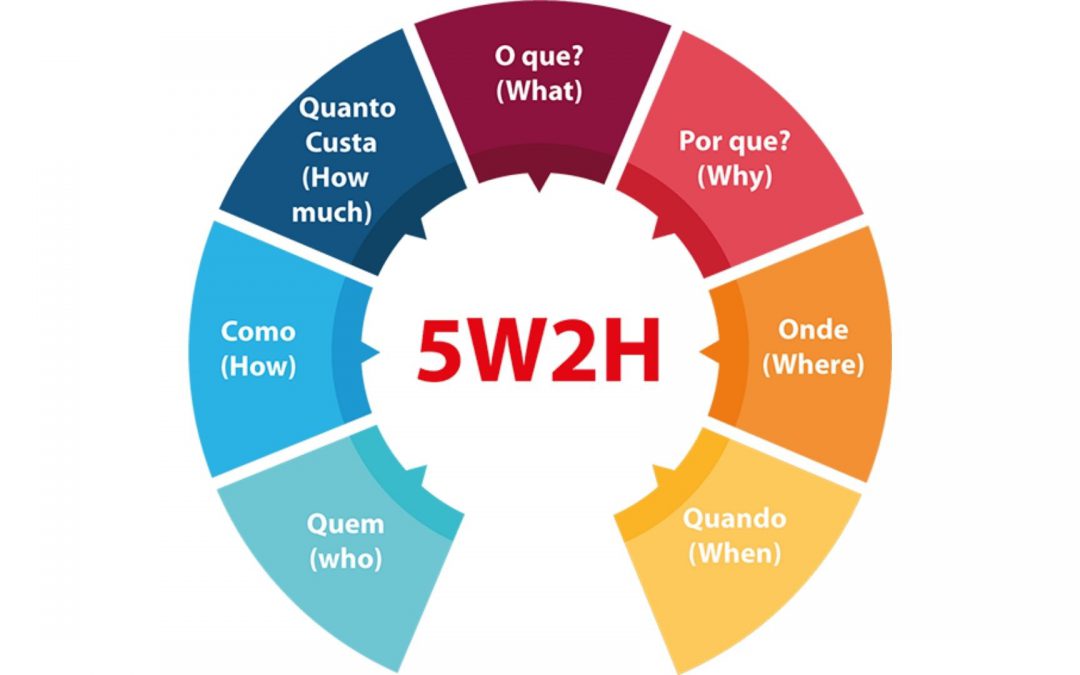 O que?
(What)
Por que?
(Why)
Onde
(Where)
Quando
(When)
Quem
(who)
Como
(How)
Quanto
Custa
(How
much)
5W2H